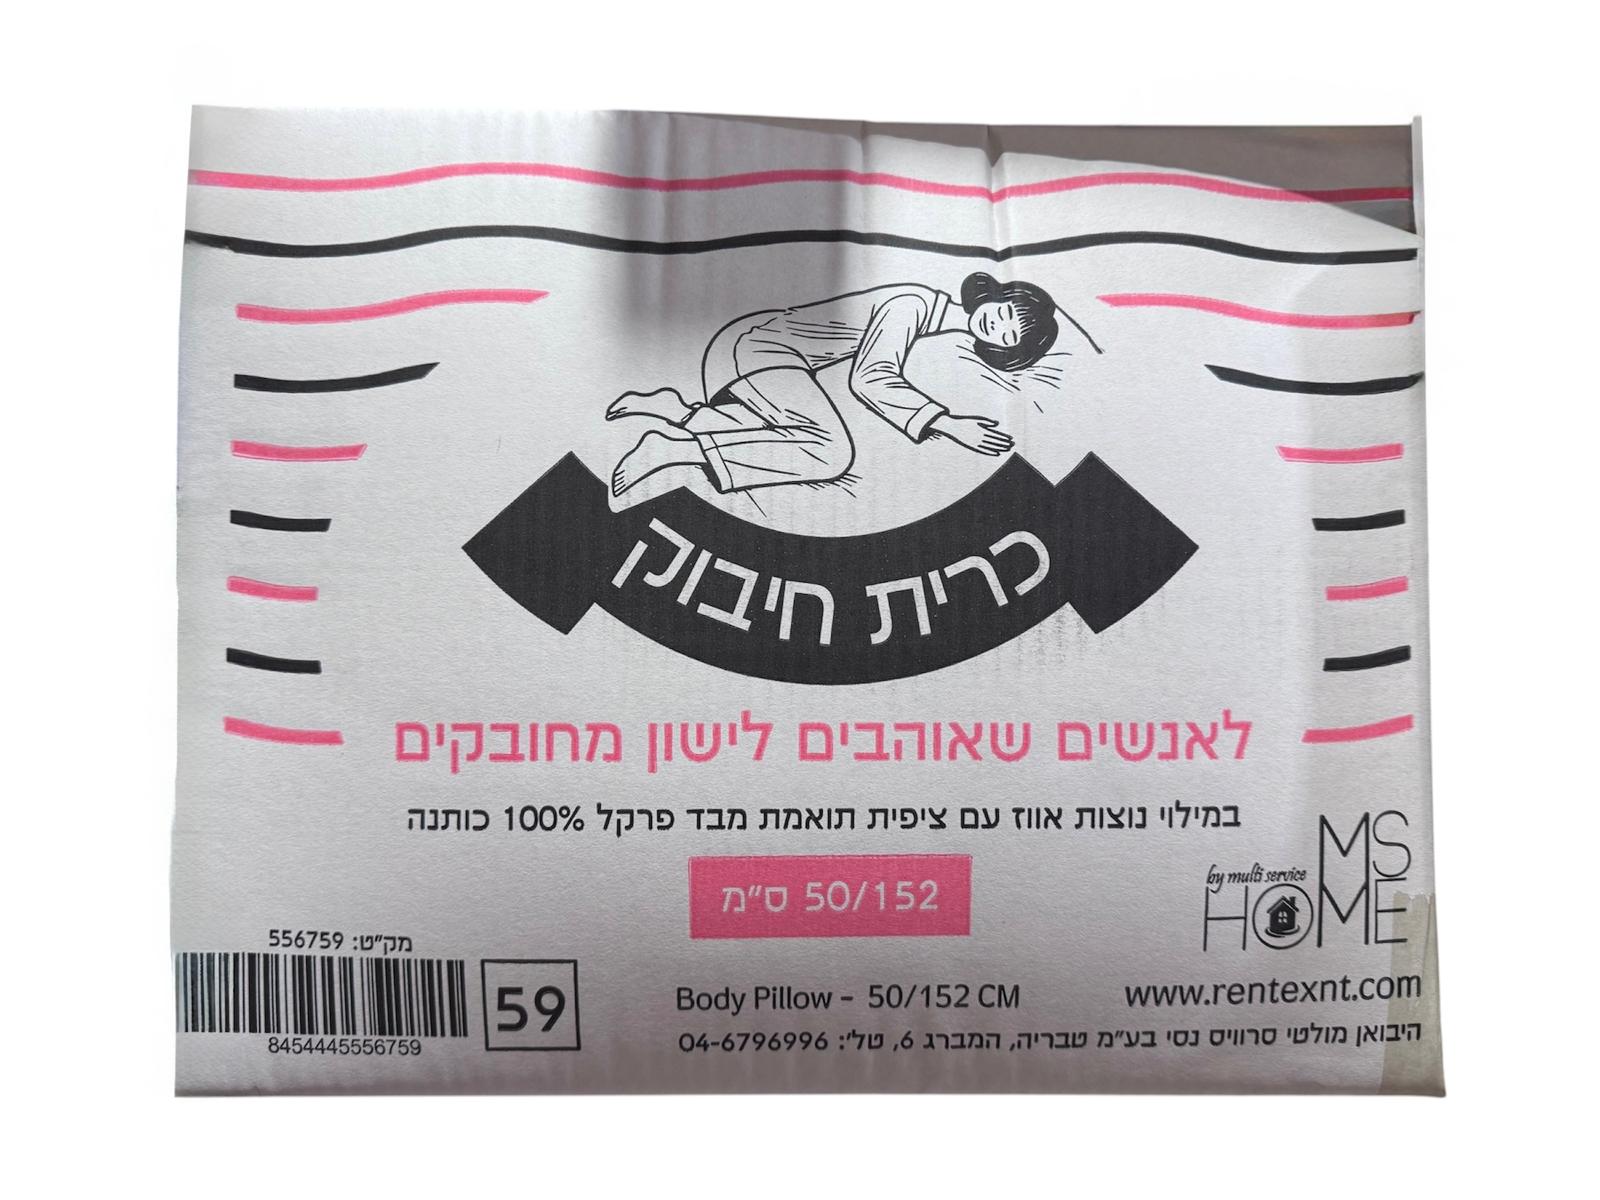 כרית חיבוק
לאנשים שאוהבים לישון מחובקים
במילוי נוצות אווז עם ציפית תואמת מבד פרקל 100% כותנה
50/152 ס״מ
MS
by multi service
HOME
מק״ט: 556759
8454445556759
59
Body Pillow - 50/152 CM
www.rentexnt.com
היבואן מולטי סרוויס נסי בע״מ טבריה, המברג 6, טל': 04-6796996